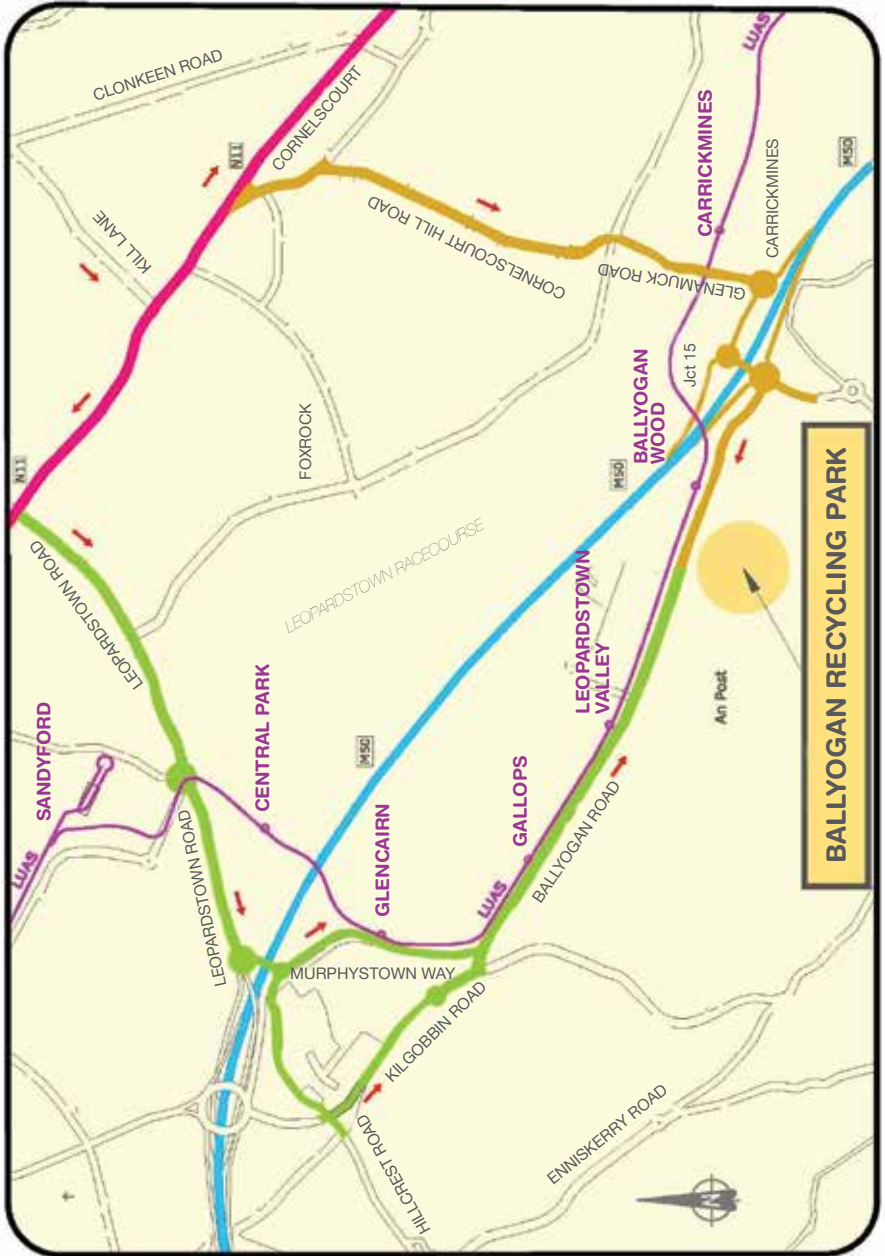 CLONKEEN ROAD
N11
CORNELSCOURT
KILL LANE
CORNELSCOURT HILL ROAD
GLENAMUCK ROAD
LUAS
CARRICKMINES
CARRICKMINES
M50
Jct 15
BALLYOGAN
WOOD
M50
FOXROCK
N11
LEOPARDSTOWN ROAD
LEOPARDSTOWN RACECOURSE
LEOPARDSTOWN
VALLEY
An Post
BALLYOGAN RECYCLING PARK
SANDYFORD
LUAS
CENTRAL PARK
M50
GLENCAIRN
GALLOPS
LUAS
BALLYOGAN ROAD
LEOPARDSTOWN ROAD
MURPHYSTOWN WAY
KILGOBBIN ROAD
HILLCREST ROAD
ENNISKERRY ROAD
N